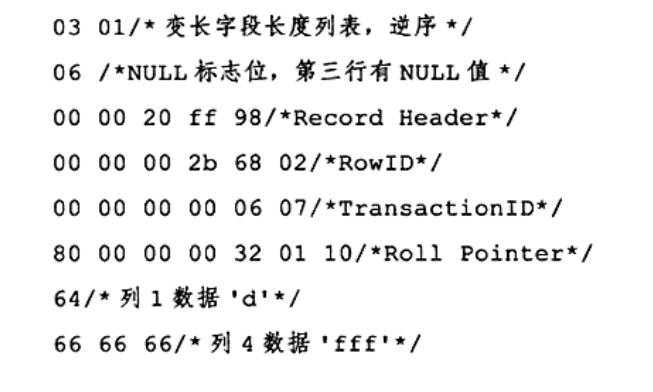 03 01/* 变长字段长度列表，逆序 */
06 /*NULL 标志位，第三行有 NULL 值 */
00 00 20 ff 98/*Record Header*/
00 00 00 2b 68 02/*RowID*/
00 00 00 00 06 07/*TransactionID*/
80 00 00 00 32 01 10/*Roll Pointer*/
64/* 列 1 数据 'd'*/
66 66 66/* 列 4 数据 'fff'*/